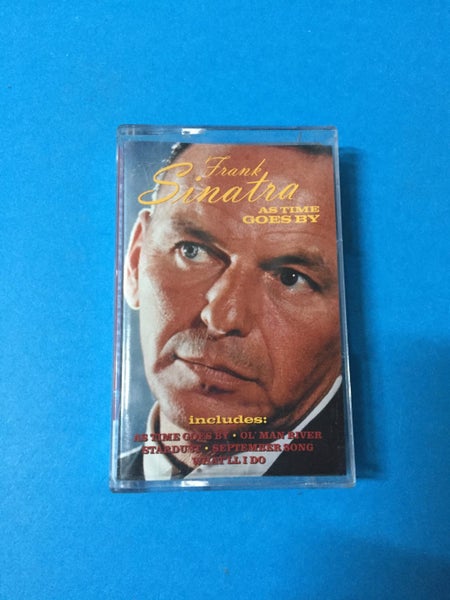 Frank
Sinatra
AS TIME
GOES BY
includes:
AS TIME GOES BY • OL' MAN RIVER
STARDUST • SEPTEMBER SONG
WHAT'LL I DO